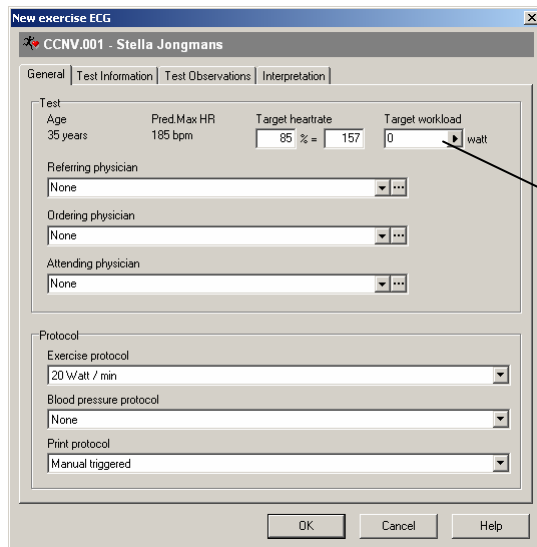 New exercise ECG
CCNV.001 - Stella Jongmans
General Test Information Test Observations Interpretation
Test
Age Pred.Max HR Target heartrate Target workload
35 years 185 bpm 85 % = 157 0 watt
Referring physician
None
Ordering physician
None
Attending physician
None
Protocol
Exercise protocol
20 Watt / min
Blood pressure protocol
None
Print protocol
Manual triggered
OK Cancel Help